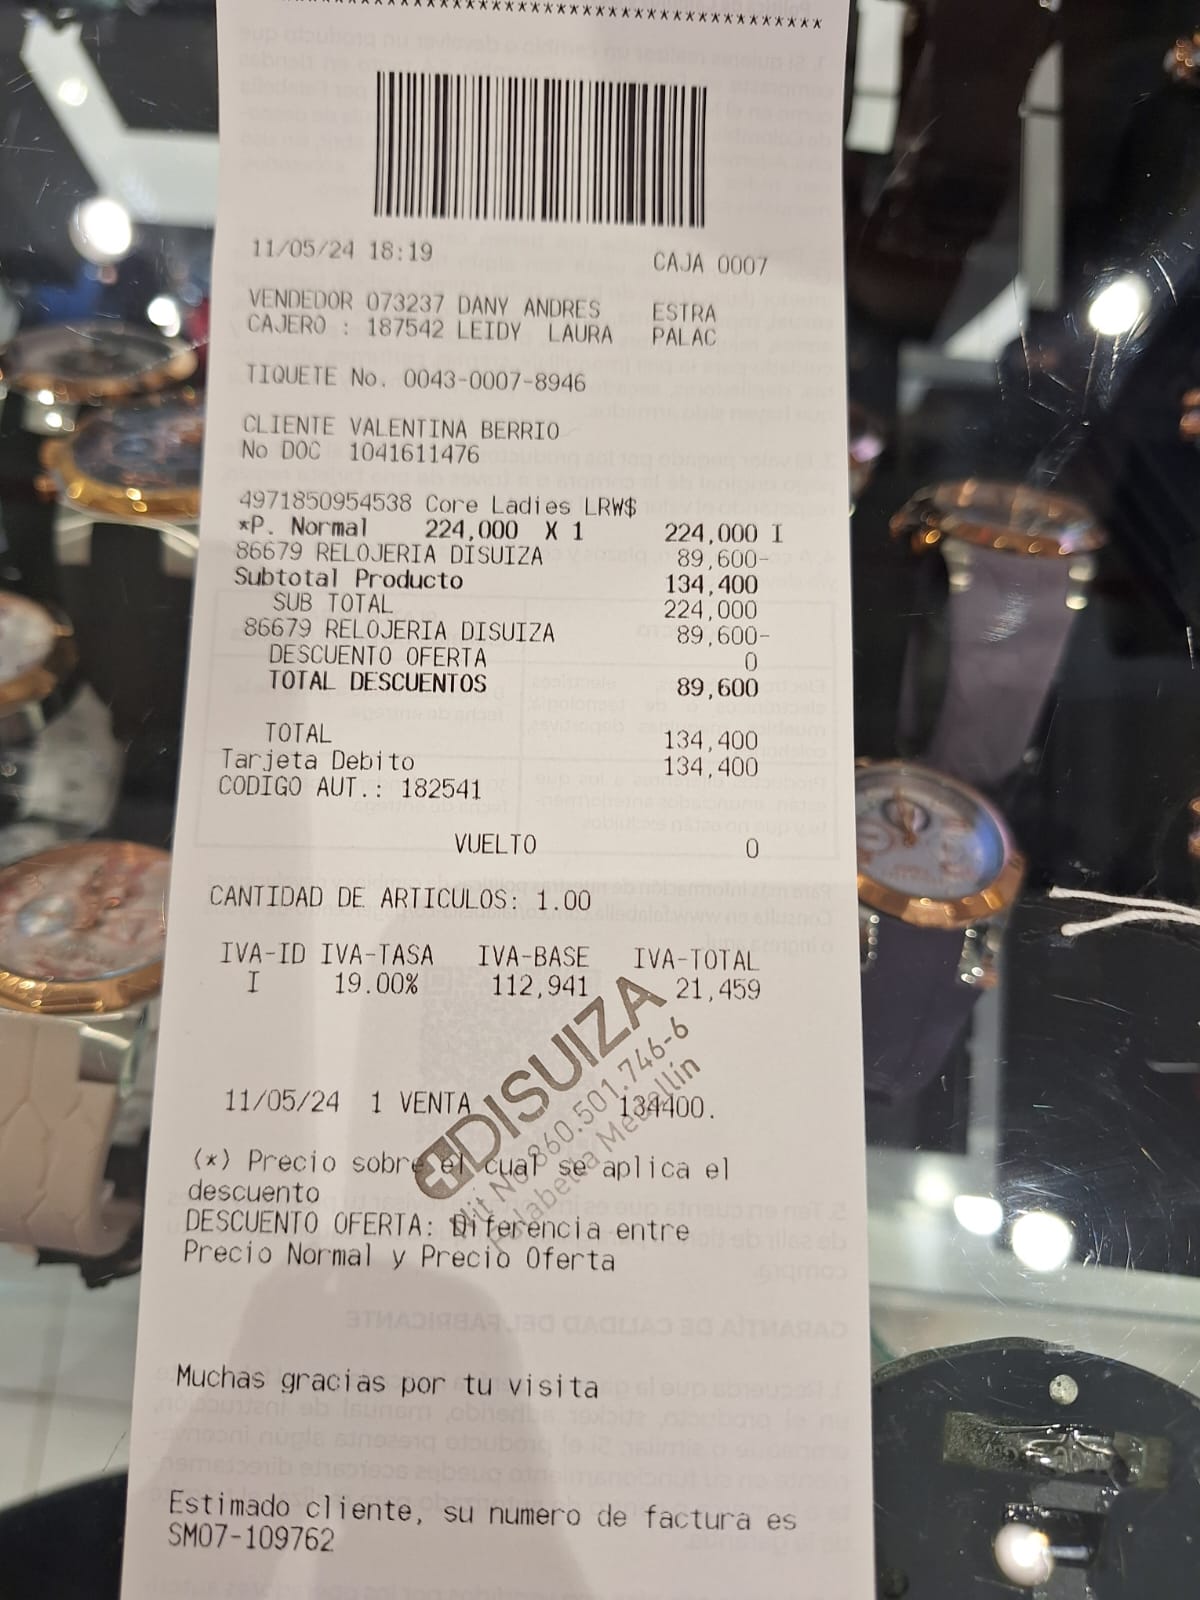 ****************************************
11/05/24 18:19 CAJA 0007
VENDEDOR 073237 DANY ANDRES ESTRA
CAJERO : 187542 LEIDY LAURA PALAC
TIQUETE No. 0043-0007-8946
CLIENTE VALENTINA BERRIO
No DOC 1041611476
4971850954538 Core Ladies LRW$
*P. Normal 224,000 X 1 224,000 I
86679 RELOJERIA DISUIZA 89,600-
Subtotal Producto 134,400
SUB TOTAL 224,000
86679 RELOJERIA DISUIZA 89,600-
DESCUENTO OFERTA 0
TOTAL DESCUENTOS 89,600
TOTAL 134,400
Tarjeta Debito 134,400
CODIGO AUT.: 182541
VUELTO 0
CANTIDAD DE ARTICULOS: 1.00
IVA-ID IVA-TASA IVA-BASE IVA-TOTAL
I 19.00% 112,941 21,459
DISUIZA
Nit No 860.501.746-6
Falabella Medellín
11/05/24 1 VENTA 134400.
(*) Precio sobre el cual se aplica el
descuento
DESCUENTO OFERTA: Diferencia entre
Precio Normal y Precio Oferta
Muchas gracias por tu visita
Estimado cliente, su numero de factura es
SM07-109762